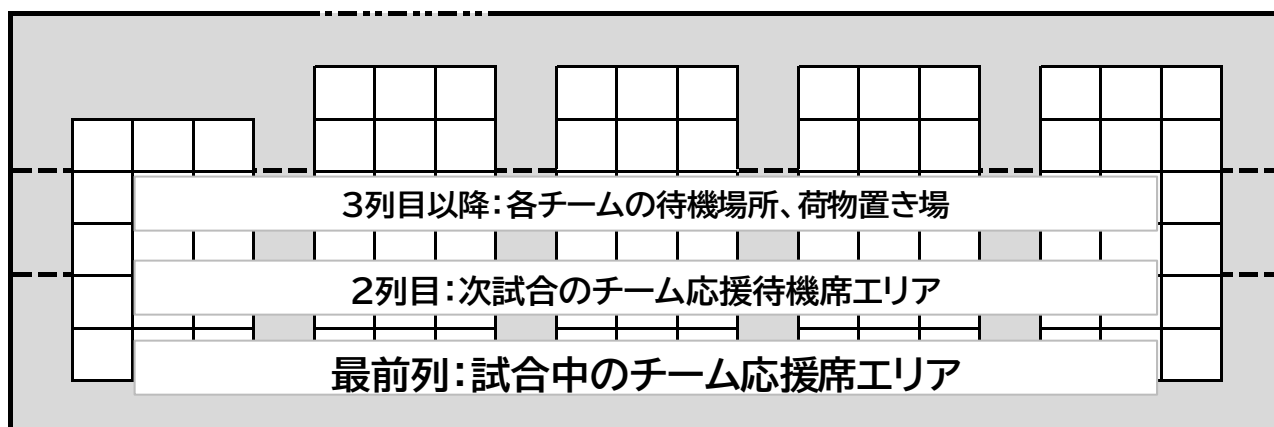 3列目以降：各チームの待機場所、荷物置き場
2列目：次試合のチーム応援待機席エリア
最前列：試合中のチーム応援席エリア